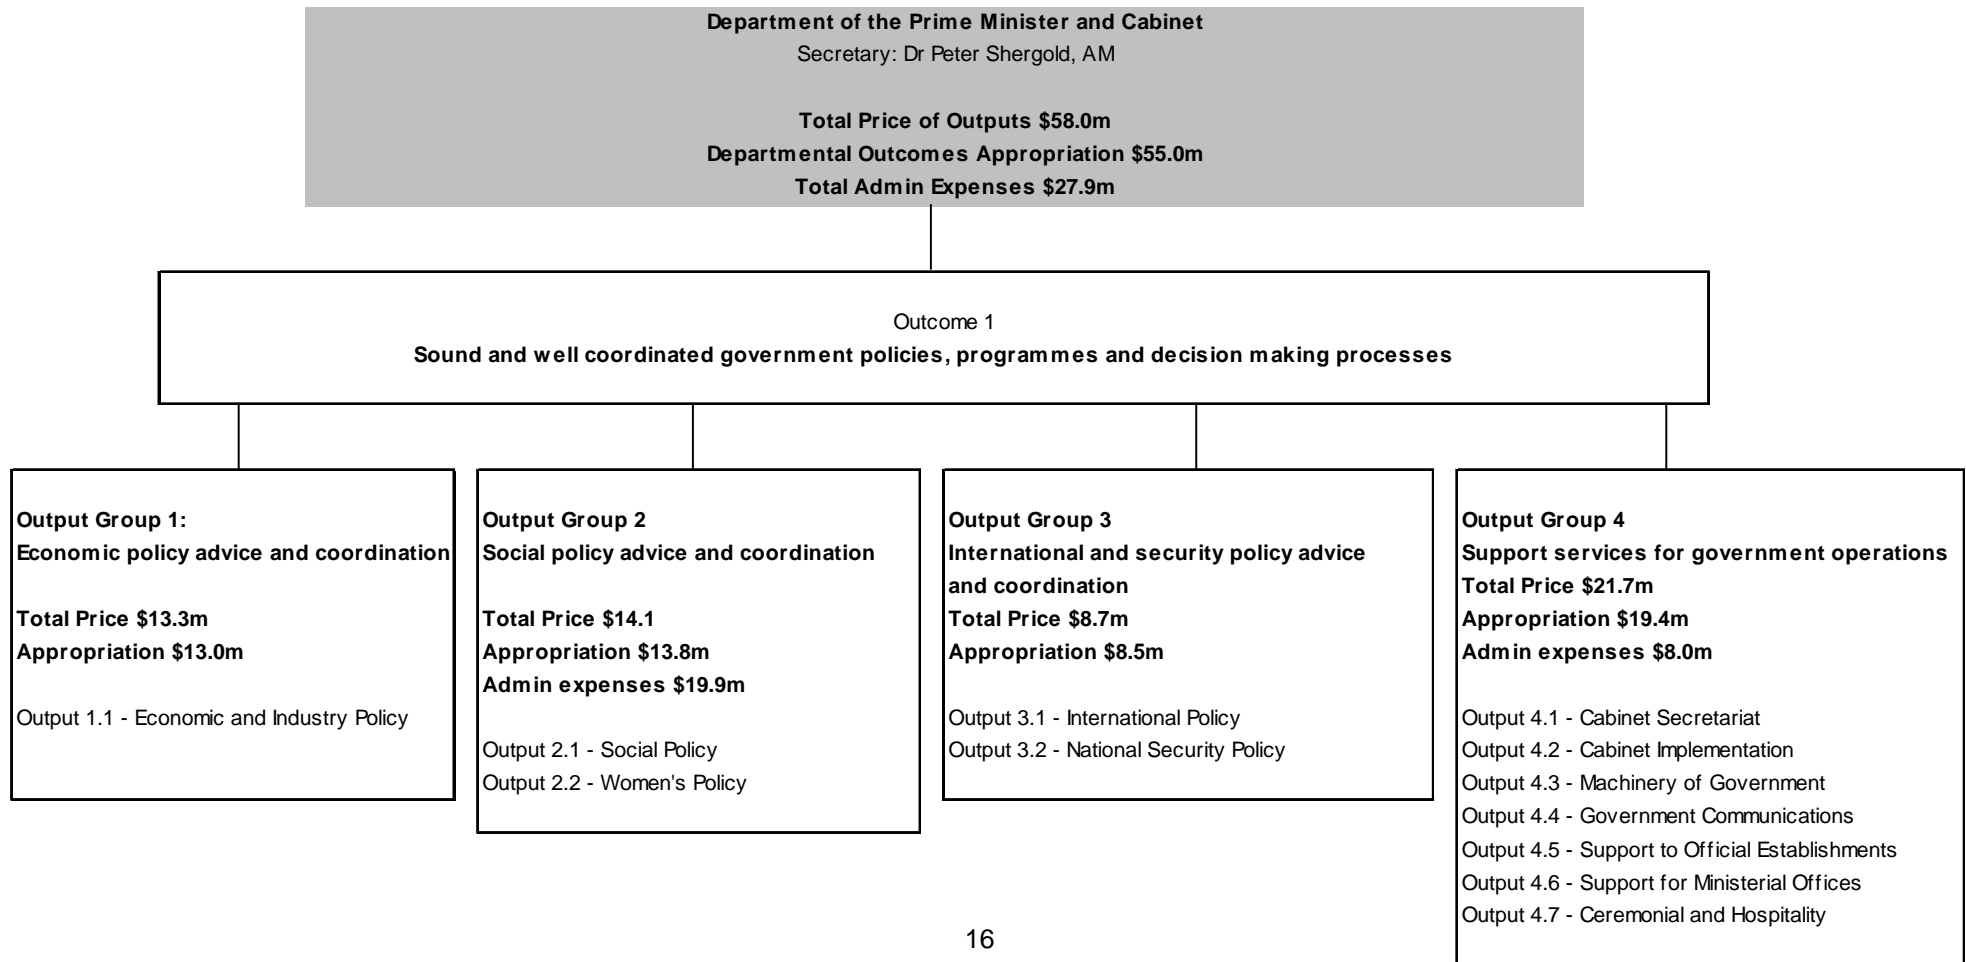 Department of the Prime Minister and Cabinet
Secretary: Dr Peter Shergold, AM
Total Price of Outputs $58.0m
Departmental Outcomes Appropriation $55.0m
Total Admin Expenses $27.9m
Outcome 1
Sound and well coordinated government policies, programmes and decision making processes
Output Group 1:
Economic policy advice and coordination
Total Price $13.3m
Appropriation $13.0m
Output 1.1 - Economic and Industry Policy
Output Group 2
Social policy advice and coordination
Total Price $14.1
Appropriation $13.8m
Admin expenses $19.9m
Output 2.1 - Social Policy
Output 2.2 - Women's Policy
Output Group 3
International and security policy advice
and coordination
Total Price $8.7m
Appropriation $8.5m
Output 3.1 - International Policy
Output 3.2 - National Security Policy
Output Group 4
Support services for government operations
Total Price $21.7m
Appropriation $19.4m
Admin expenses $8.0m
Output 4.1 - Cabinet Secretariat
Output 4.2 - Cabinet Implementation
Output 4.3 - Machinery of Government
Output 4.4 - Government Communications
Output 4.5 - Support to Official Establishments
Output 4.6 - Support for Ministerial Offices
Output 4.7 - Ceremonial and Hospitality
16